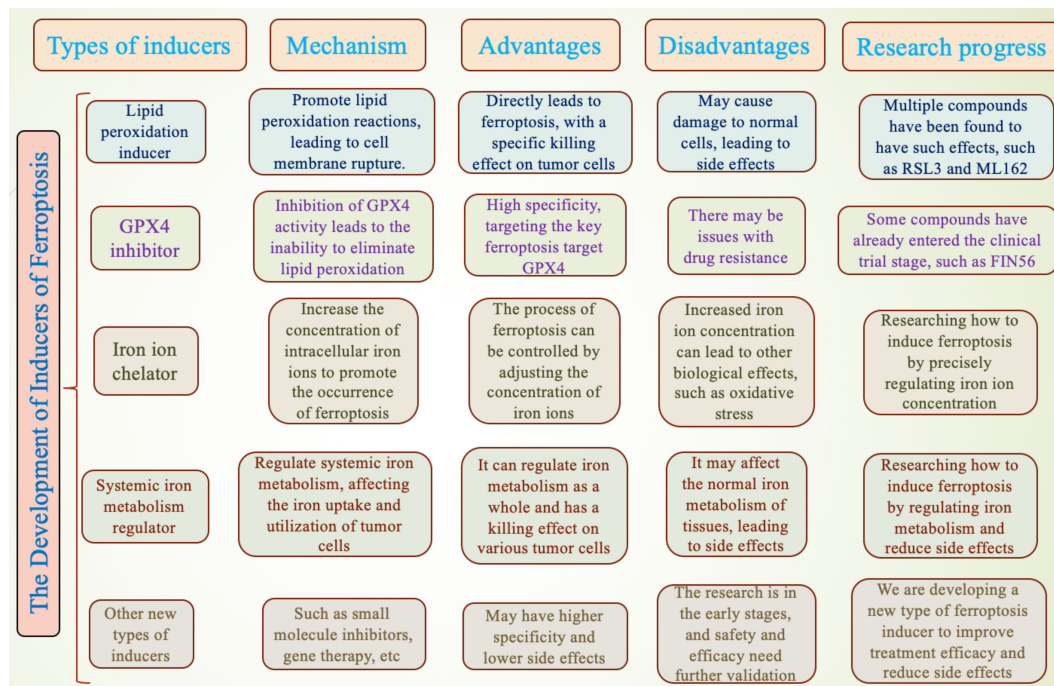 Types of inducers
Mechanism
Advantages
Disadvantages
Research progress
The Development of Inducers of Ferroptosis
Lipid
peroxidation
inducer
Promote lipid
peroxidation reactions,
leading to cell
membrane rupture.
Directly leads to
ferroptosis, with a
specific killing
effect on tumor cells
May cause
damage to normal
cells, leading to
side effects
Multiple compounds
have been found to
have such effects, such
as RSL3 and ML162
GPX4
inhibitor
Inhibition of GPX4
activity leads to the
inability to eliminate
lipid peroxidation
High specificity,
targeting the key
ferroptosis target
GPX4
There may be
issues with
drug resistance
Some compounds have
already entered the clinical
trial stage, such as FIN56
Iron ion
chelator
Increase the
concentration of
intracellular iron
ions to promote
the occurrence
of ferroptosis
The process of
ferroptosis can
be controlled by
adjusting the
concentration of
iron ions
Increased iron
ion concentration
can lead to other
biological effects,
such as oxidative
stress
Researching how to
induce ferroptosis
by precisely
regulating iron ion
concentration
Systemic iron
metabolism
regulator
Regulate systemic iron
metabolism, affecting
the iron uptake and
utilization of tumor
cells
It can regulate iron
metabolism as a
whole and has a
killing effect on
various tumor cells
It may affect
the normal iron
metabolism of
tissues, leading
to side effects
Researching how to
induce ferroptosis
by regulating iron
metabolism and
reduce side effects
Other new
types of
inducers
Such as small
molecule inhibitors,
gene therapy, etc
May have higher
specificity and
lower side effects
The research is in
the early stages,
and safety and
efficacy need
further validation
We are developing a
new type of ferroptosis
inducer to improve
treatment efficacy and
reduce side effects